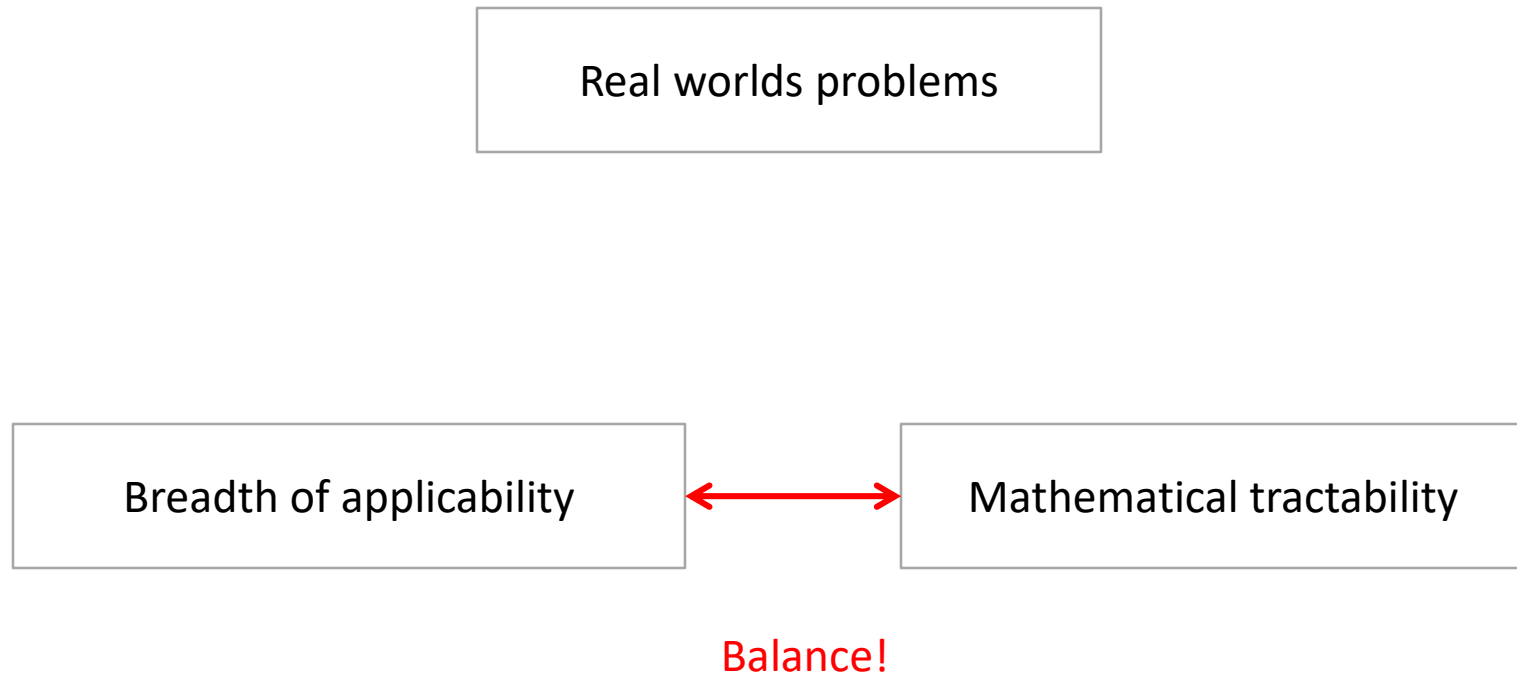 Real worlds problems
Breadth of applicability
Mathematical tractability
Balance!